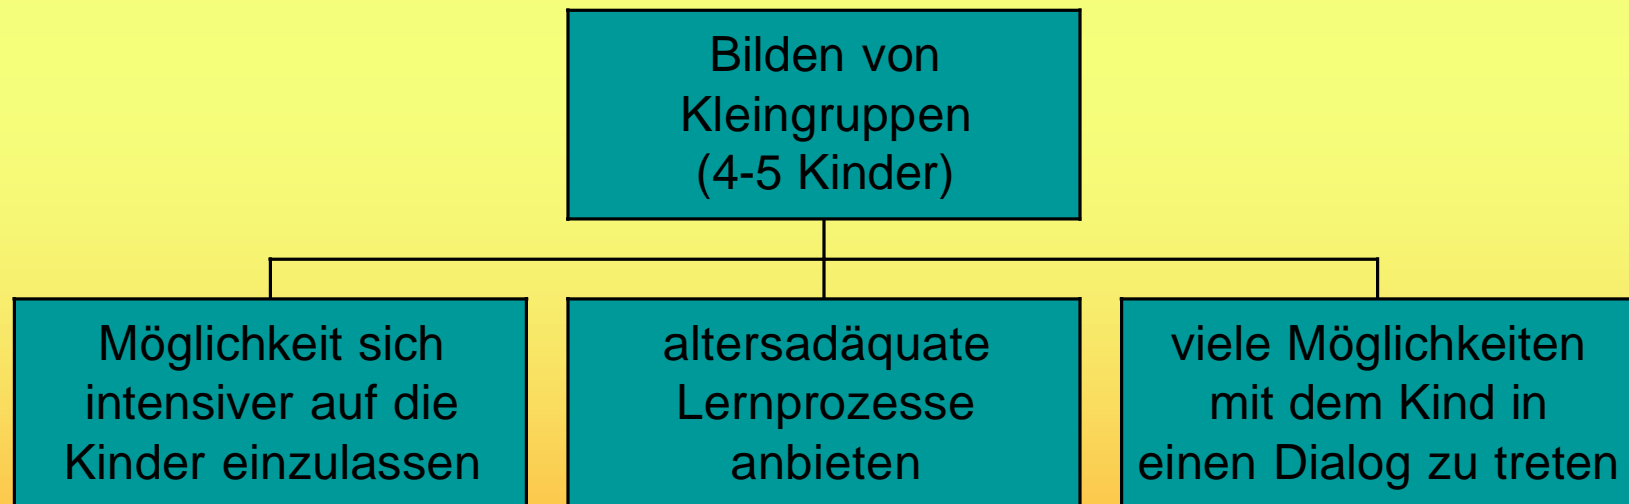 Bilden von
Kleingruppen
(4-5 Kinder)
Möglichkeit sich
intensiver auf die
Kinder einzulassen
altersadäquate
Lernprozesse
anbieten
viele Möglichkeiten
mit dem Kind in
einen Dialog zu treten